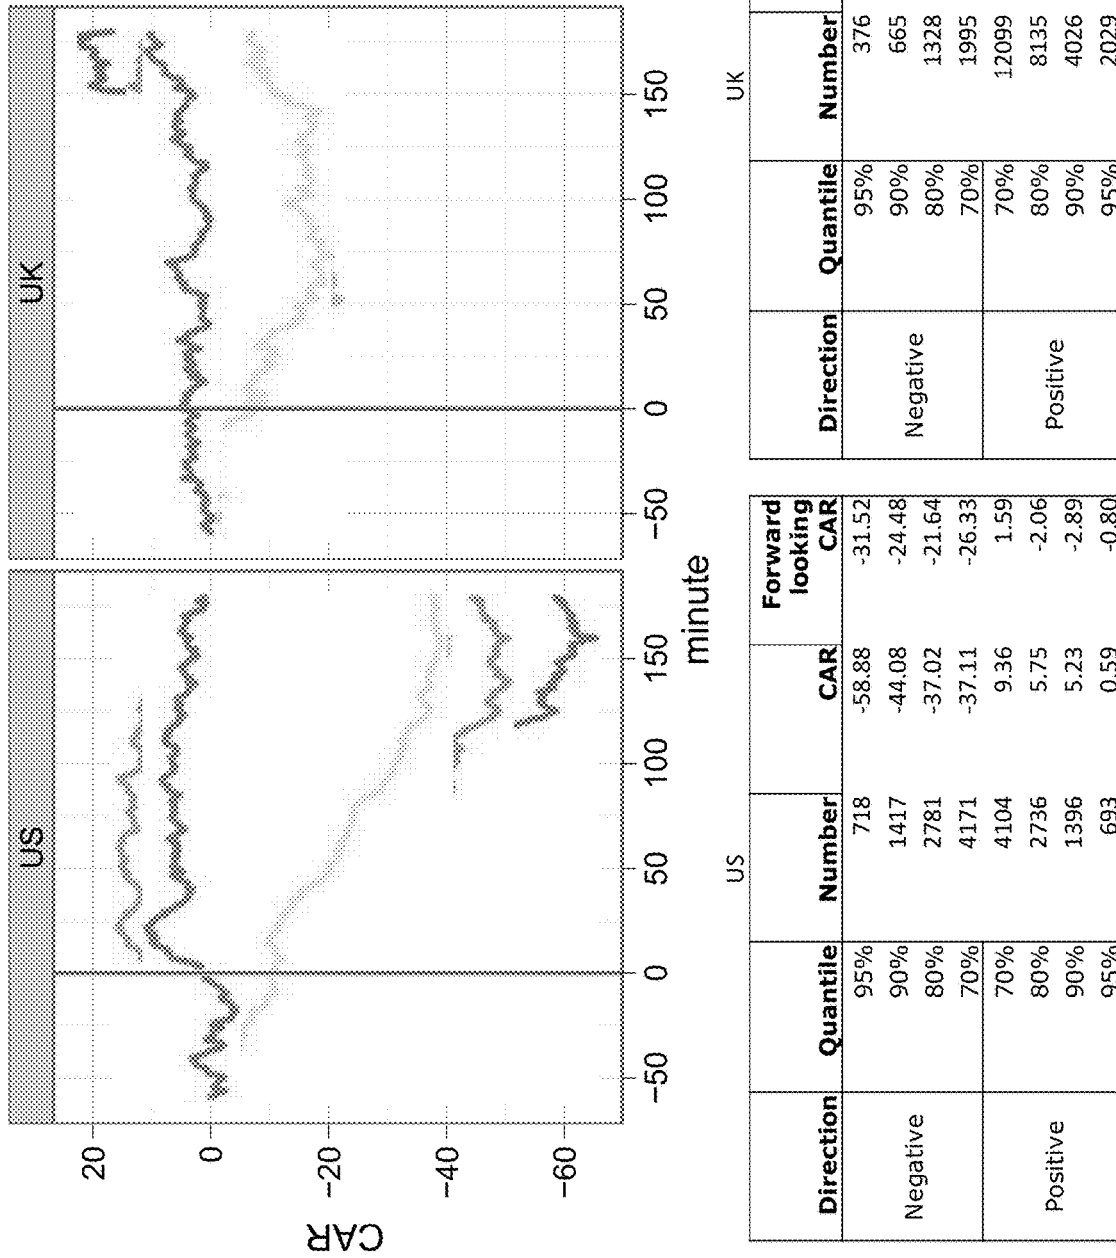 US UK
CAR
20
0
−20
−40
−60
−50 0 50 100 150 −50 0 50 100 150
minute
US
Direction Quantile Number CAR Forward looking CAR
Negative 95% 718 -58.88 -31.52
90% 1417 -44.08 -24.48
80% 2781 -37.02 -21.64
70% 4171 -37.11 -26.33
Positive 70% 4104 9.36 1.59
80% 2736 5.75 -2.06
90% 1396 5.23 -2.89
95% 693 0.59 -0.80
UK
Direction Quantile Number
Negative 95% 376
90% 665
80% 1328
70% 1995
Positive 70% 12099
80% 8135
90% 4026
95% 2029